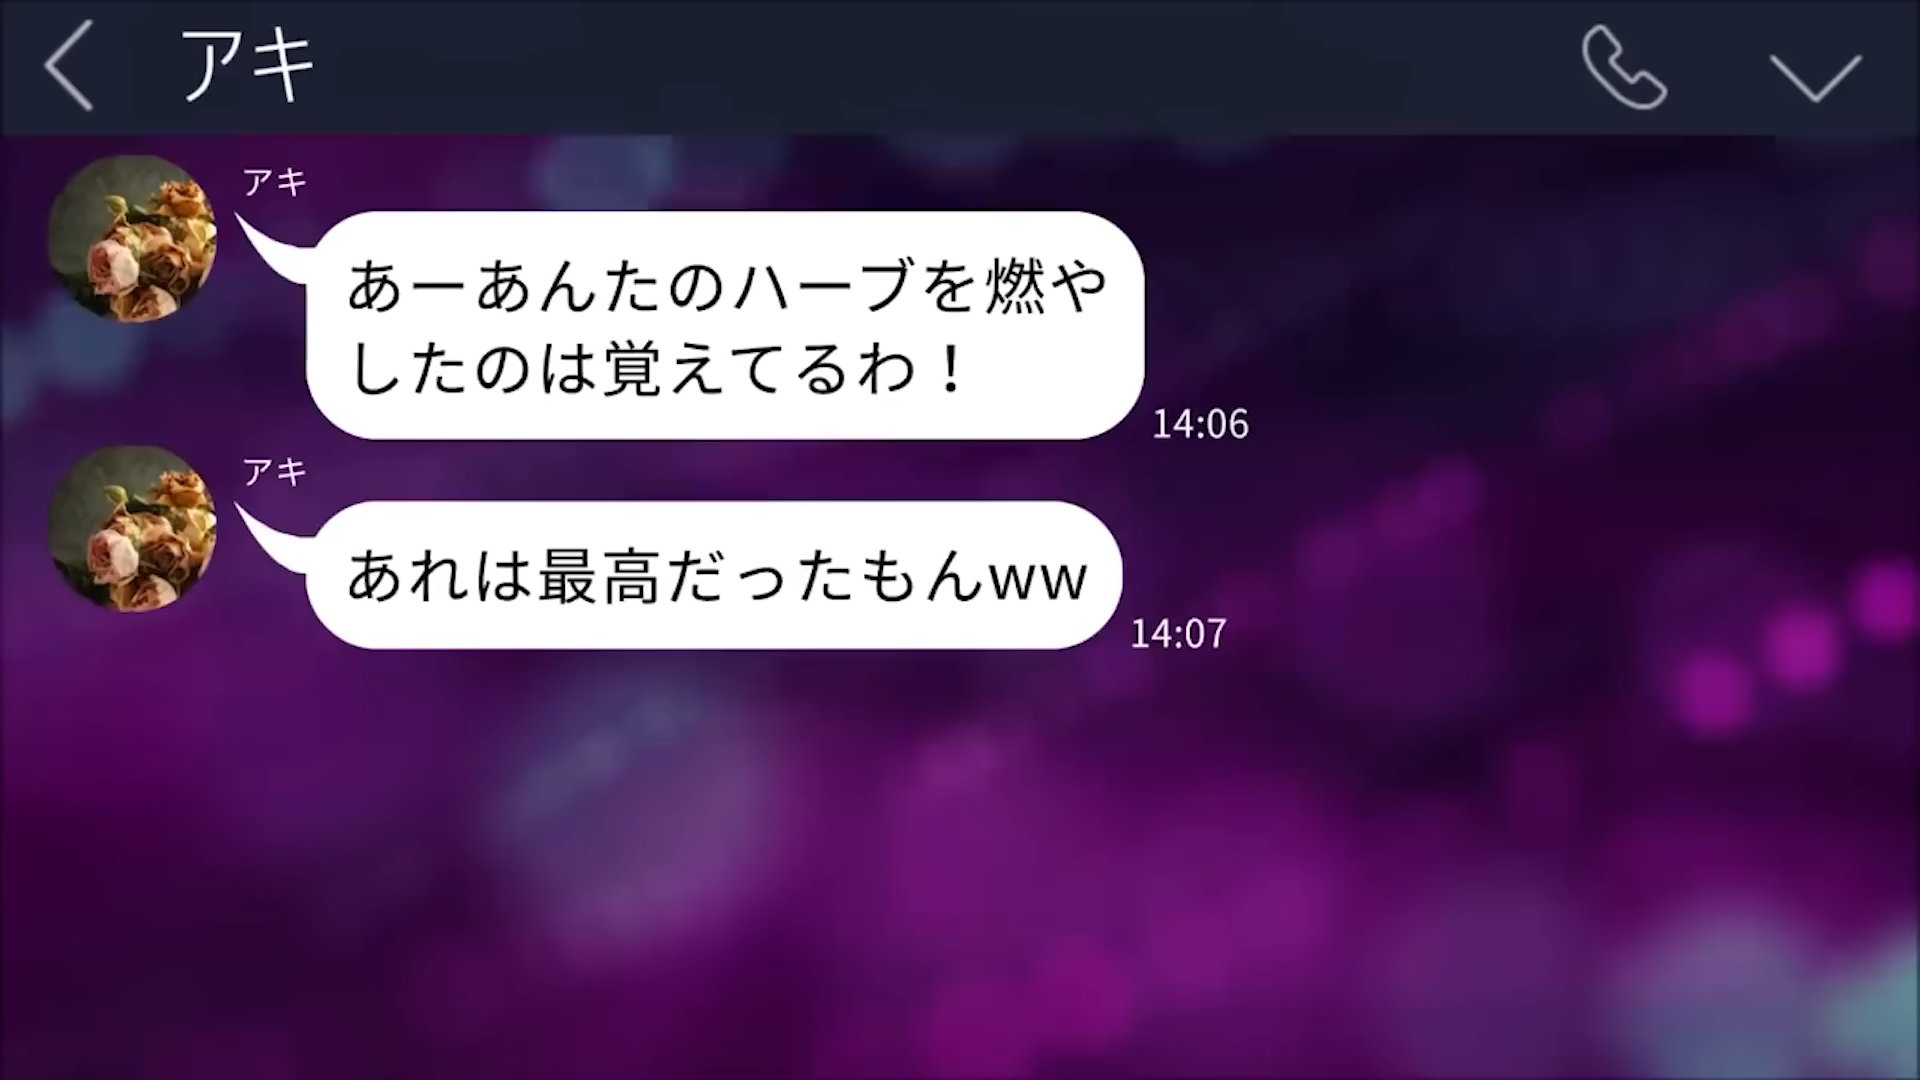 アキ
アキ
あーあんたのハーブを燃や
したのは覚えてるわ！
14:06
アキ
あれは最高だったもんww
14:07